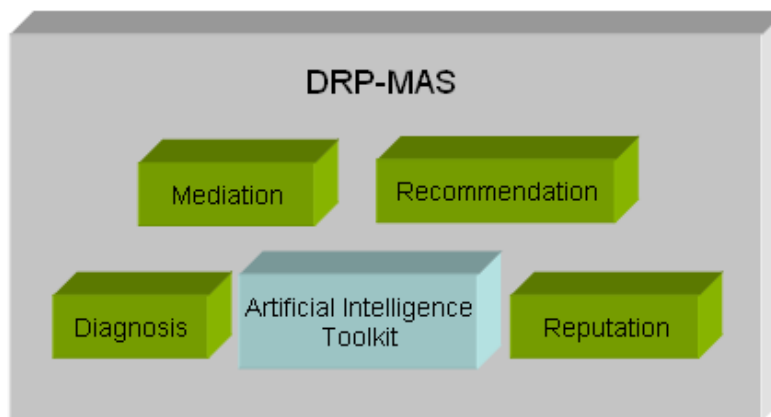 DRP-MAS
Mediation
Recommendation
Diagnosis
Artificial Intelligence
Toolkit
Reputation